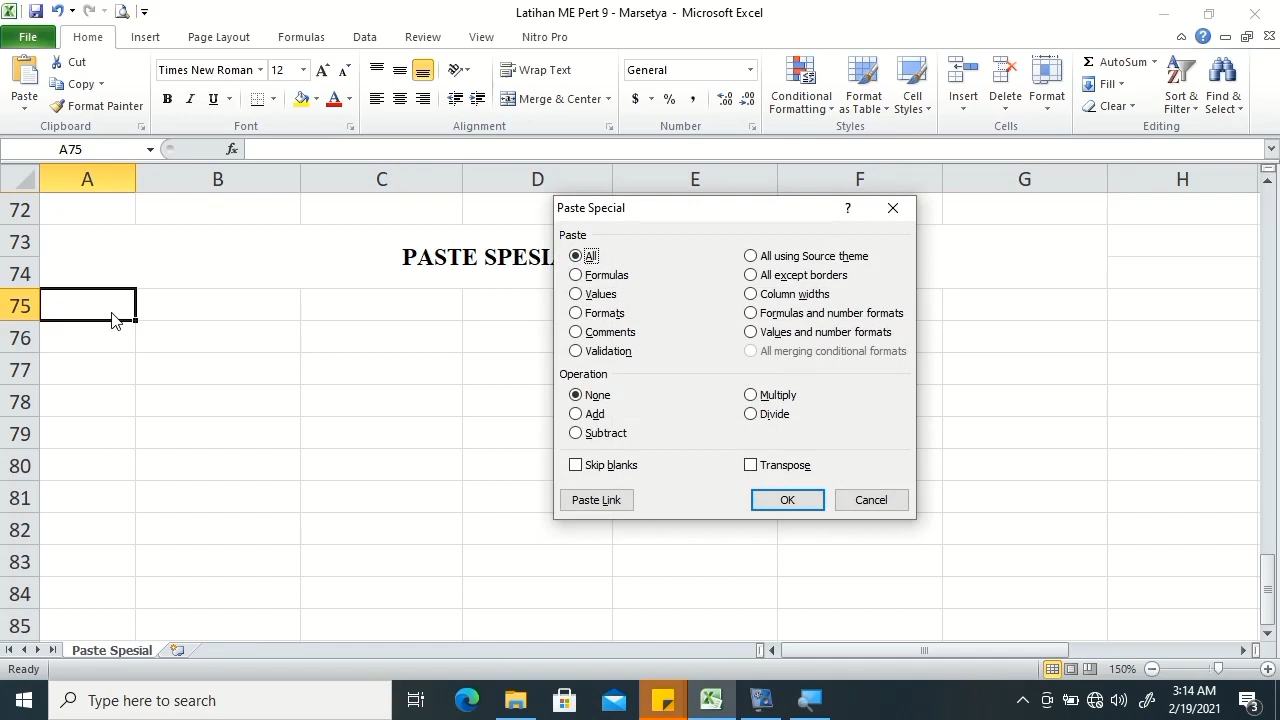 Latihan ME Pert 9 - Marsetya - Microsoft Excel
File Home Insert Page Layout Formulas Data Review View Nitro Pro
Paste
Cut
Copy
Format Painter
Times New Roman 12
B I U
Wrap Text
Merge & Center
General
$ % ,
Conditional Formatting
Format as Table
Cell Styles
Insert
Delete
Format
AutoSum
Fill
Clear
Sort & Filter
Find & Select
Clipboard Font Alignment Number Styles Cells Editing
A75 fx
A B C D E F G H
72
73
74
PASTE SPESIA
75
76
77
78
79
80
81
82
83
84
85
Paste Special ?
Paste
All
Formulas
Values
Formats
Comments
Validation
All using Source theme
All except borders
Column widths
Formulas and number formats
Values and number formats
All merging conditional formats
Operation
None
Add
Subtract
Multiply
Divide
Skip blanks Transpose
Paste Link OK Cancel
Paste Spesial
Ready 150%
Type here to search
3:14 AM
2/19/2021
3